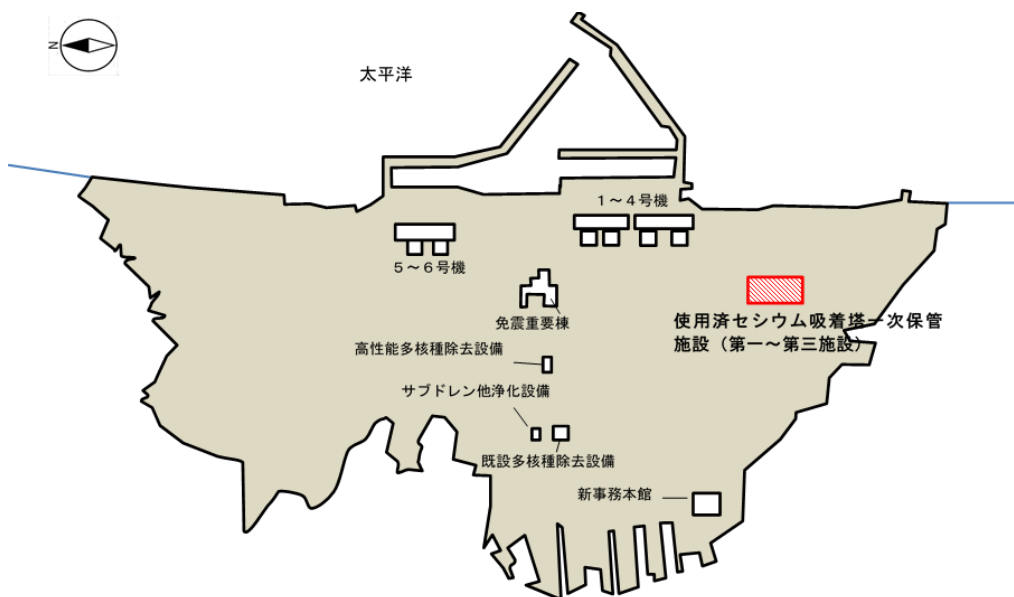 N
太平洋
1～4号機
5～6号機
免震重要棟
使用済セシウム吸着塔一次保管
施設（第一～第三施設）
高性能多核種除去設備
サブドレン他浄化設備
既設多核種除去設備
新事務本館